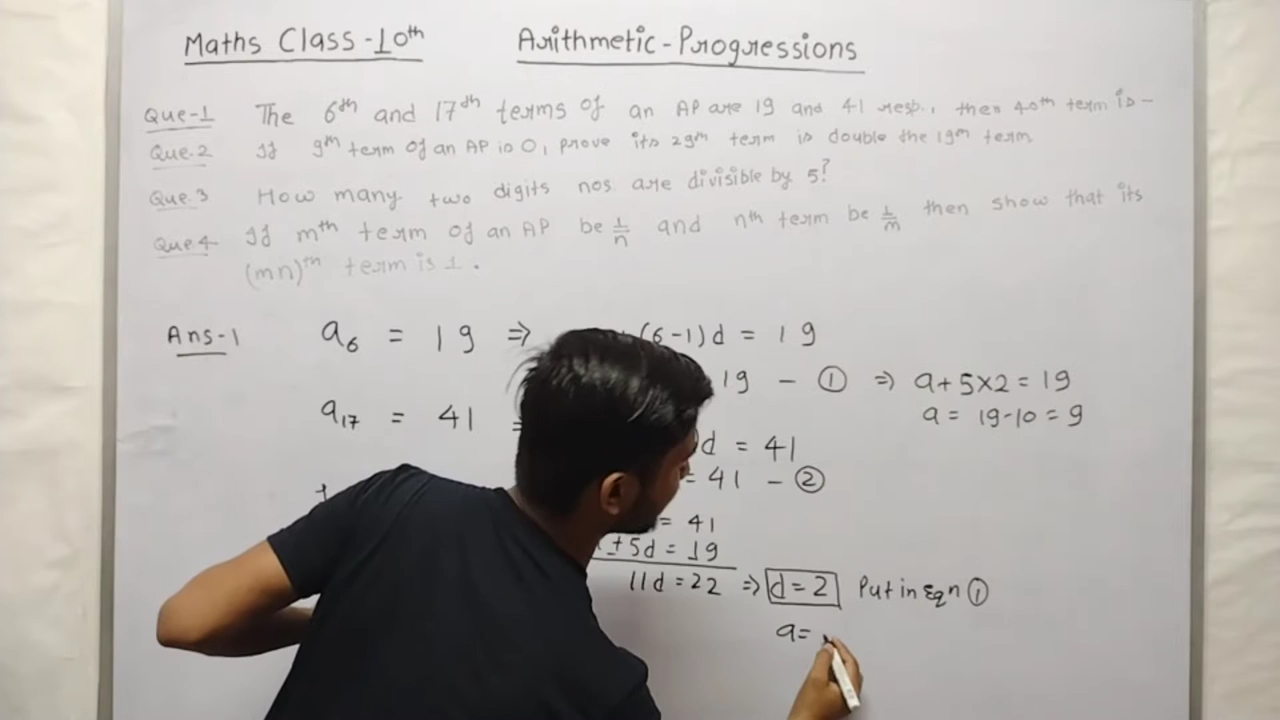 Maths Class-10th Arithmetic-Progressions
Que-1 The 6th and 17th terms of an AP are 19 and 41 resp., then 40th term is -
Que.2 If 9th term of an AP is 0, prove its 29th term is double the 19th term
Que.3 How many two digits nos. are divisible by 5?
Que4 If mth term of an AP be 1/n and nth term be 1/m then show that its
(mn)th term is 1.
Ans-1 a6 = 19 ⇒ (6-1)d = 19
19 - ① ⇒ a+5×2 = 19
a = 19-10 = 9
a17 = 41 d = 41
= 41 - ②
= 41
+5d = 19
11d = 22 ⇒ d = 2 Put in Eqn ①
a=